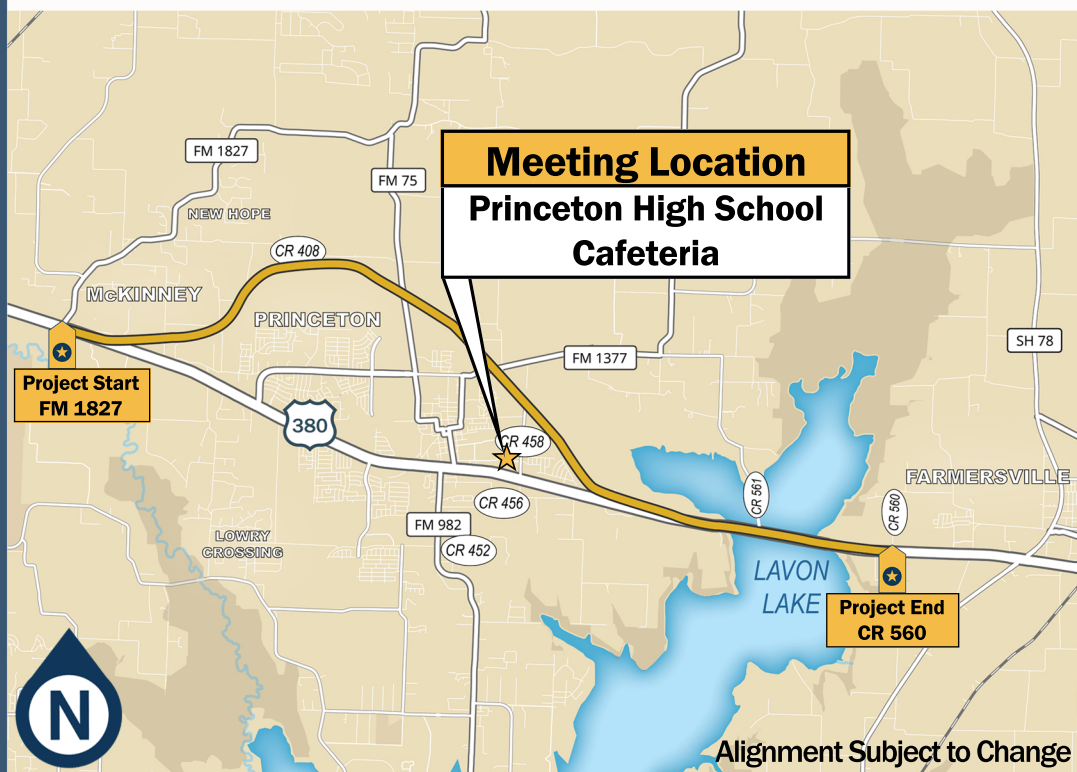 FM 1827
FM 75
Meeting Location
Princeton High School
Cafeteria
NEW HOPE
CR 408
McKINNEY
PRINCETON
FM 1377
SH 78
Project Start
FM 1827
380
CR 458
CR 456
CR 561
CR 560
FARMERSVILLE
FM 982
CR 452
LOWRY
CROSSING
LAVON
LAKE
Project End
CR 560
N
Alignment Subject to Change